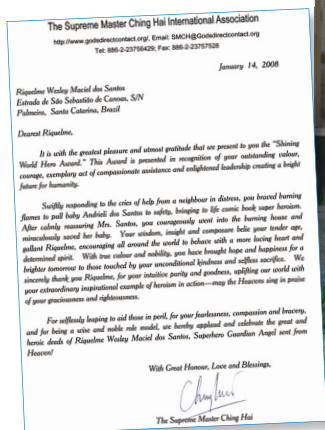 The Supreme Master Ching Hai International Association
http://www.godsdirectcontact.org/, Email: SMCH@Godsdirectcontact.org
Tel: 886-2-23756429; Fax: 886-2-23757528
January 14, 2008
Riquelme Wesley Maciel dos Santos
Estrada de São Sebastião de Cannas, S/N
Palmeira, Santa Catarina, Brazil
Dearest Riquelme,
It is with the greatest pleasure and utmost gratitude that we present to you the "Shining
World Hero Award." This Award is presented in recognition of your outstanding valour,
courage, exemplary act of compassionate assistance and enlightened leadership creating a bright
future for humanity.
Swiftly responding to the cries of help from a neighbour in distress, you braved burning
flames to pull baby Andrieli dos Santos to safety, bringing to life comic book super heroism.
After calmly reassuring Mrs. Santos, you courageously went into the burning house and
miraculously saved her baby. Your wisdom, insight and composure belie your tender age,
gallant Riquelme, encouraging all around the world to behave with a more loving heart and
determined spirit. With true valour and nobility, you have brought hope and happiness for a
brighter tomorrow to those touched by your unconditional kindness and selfless sacrifice. We
sincerely thank you Riquelme, for your intuitive purity and goodness, uplifting our world with
your extraordinary inspirational example of heroism in action—may the Heavens sing in praise
of your graciousness and righteousness.
For selflessly leaping to aid those in peril, for your fearlessness, compassion and bravery,
and for being a wise and noble role model, we hereby applaud and celebrate the great and
heroic deeds of Riquelme Wesley Maciel dos Santos, Superhero Guardian Angel sent from
Heaven!
With Great Honour, Love and Blessings,
The Supreme Master Ching Hai